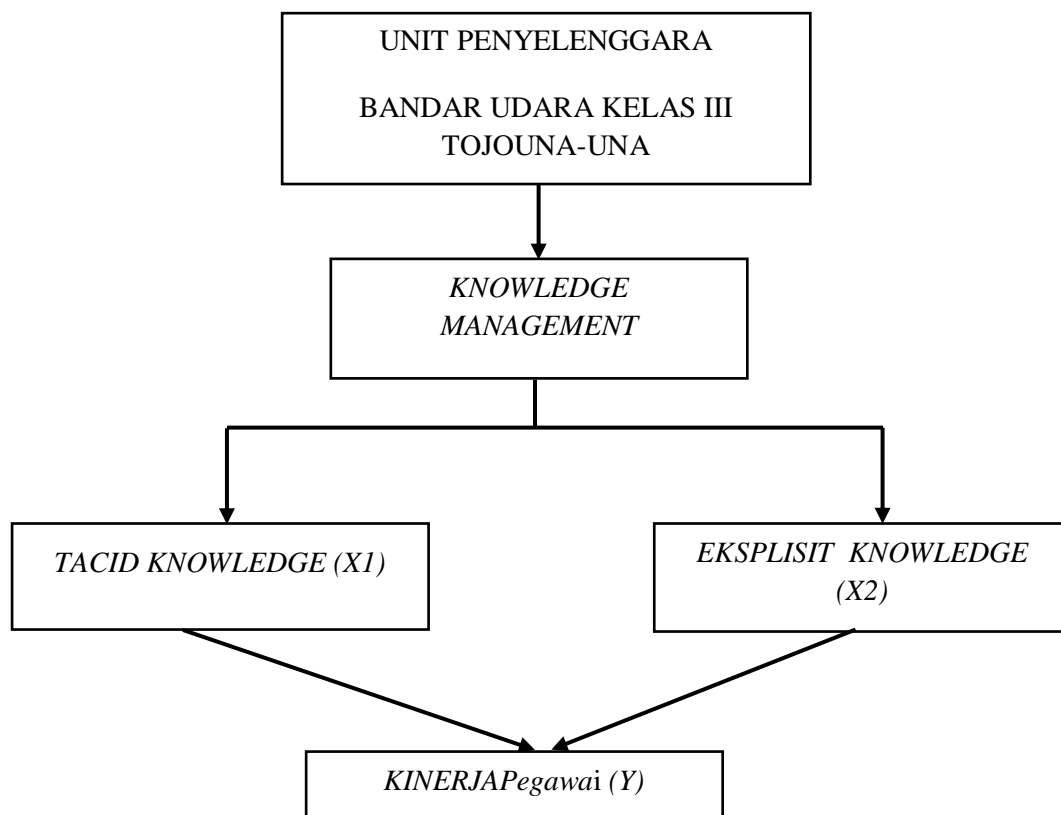 UNIT PENYELENGGARA
BANDAR UDARA KELAS III
TOJOUNA-UNA
KNOWLEDGE
MANAGEMENT
TACID KNOWLEDGE (X1)
EKSPLISIT KNOWLEDGE
(X2)
KINERJAPegawai (Y)